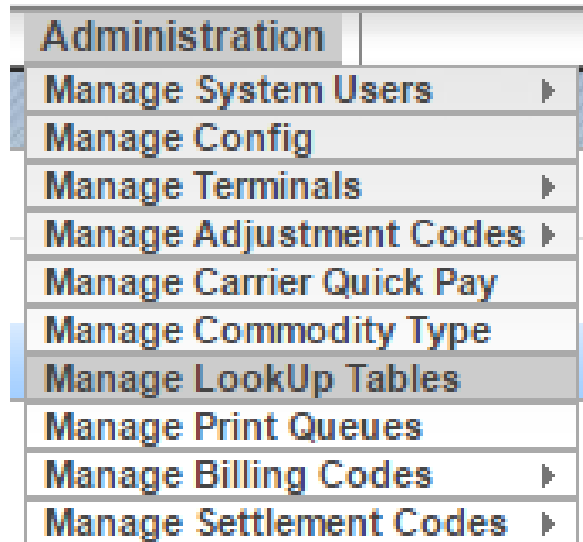 Administration
Manage System Users
Manage Config
Manage Terminals
Manage Adjustment Codes
Manage Carrier Quick Pay
Manage Commodity Type
Manage LookUp Tables
Manage Print Queues
Manage Billing Codes
Manage Settlement Codes